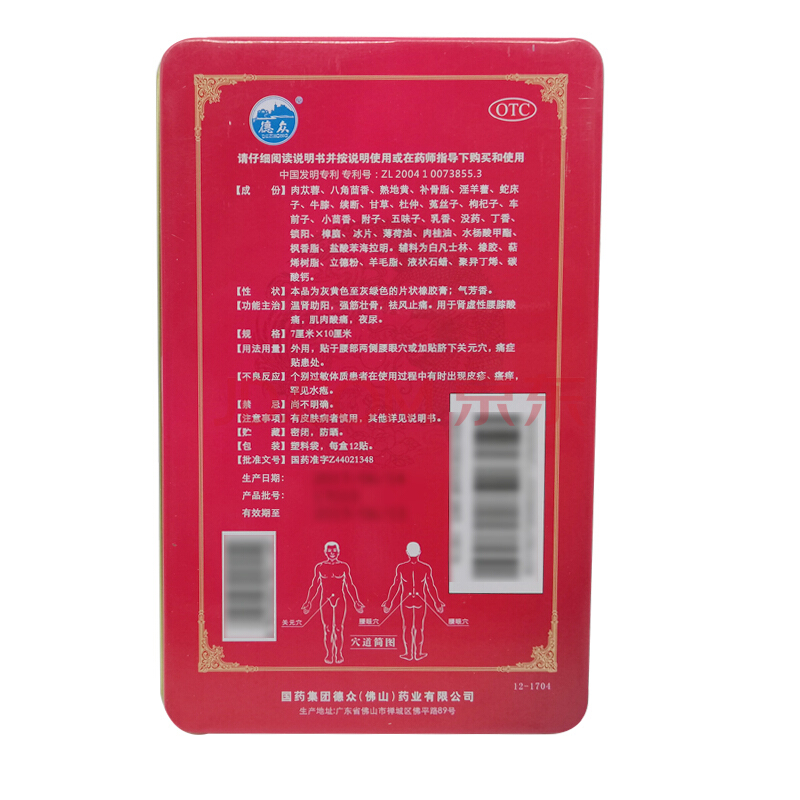 德众
DEZHONG
®
OTC
请仔细阅读说明书并按说明使用或在药师指导下购买和使用
中国发明专利 专利号：ZL 2004 1 0073855.3
【成 份】肉苁蓉、八角茴香、熟地黄、补骨脂、淫羊藿、蛇床
子、牛膝、续断、甘草、杜仲、菟丝子、枸杞子、车
前子、小茴香、附子、五味子、乳香、没药、丁香、
锁阳、樟脑、冰片、薄荷油、肉桂油、水杨酸甲酯、
枫香脂、盐酸苯海拉明。辅料为白凡士林、橡胶、萜
烯树脂、立德粉、羊毛脂、液状石蜡、聚异丁烯、碳
酸钙。
【性 状】本品为灰黄色至灰绿色的片状橡胶膏；气芳香。
【功能主治】温肾助阳，强筋壮骨，祛风止痛。用于肾虚性腰膝酸
痛，肌肉酸痛，夜尿。
【规 格】7厘米×10厘米
【用法用量】外用，贴于腰部两侧腰眼穴或加贴脐下关元穴，痛症
贴患处。
【不良反应】个别过敏体质患者在使用过程中有时出现皮疹、瘙痒，
罕见水疱。
【禁 忌】尚不明确。
【注意事项】有皮肤病者慎用，其他详见说明书。
【贮 藏】密闭，防晒。
【包 装】塑料袋，每盒12贴。
【批准文号】国药准字Z44021348
生产日期：
产品批号：
有效期至
关元穴
腰眼穴
腰眼穴
穴道简图
12-1704
国药集团德众（佛山）药业有限公司
生产地址：广东省佛山市禅城区佛平路89号